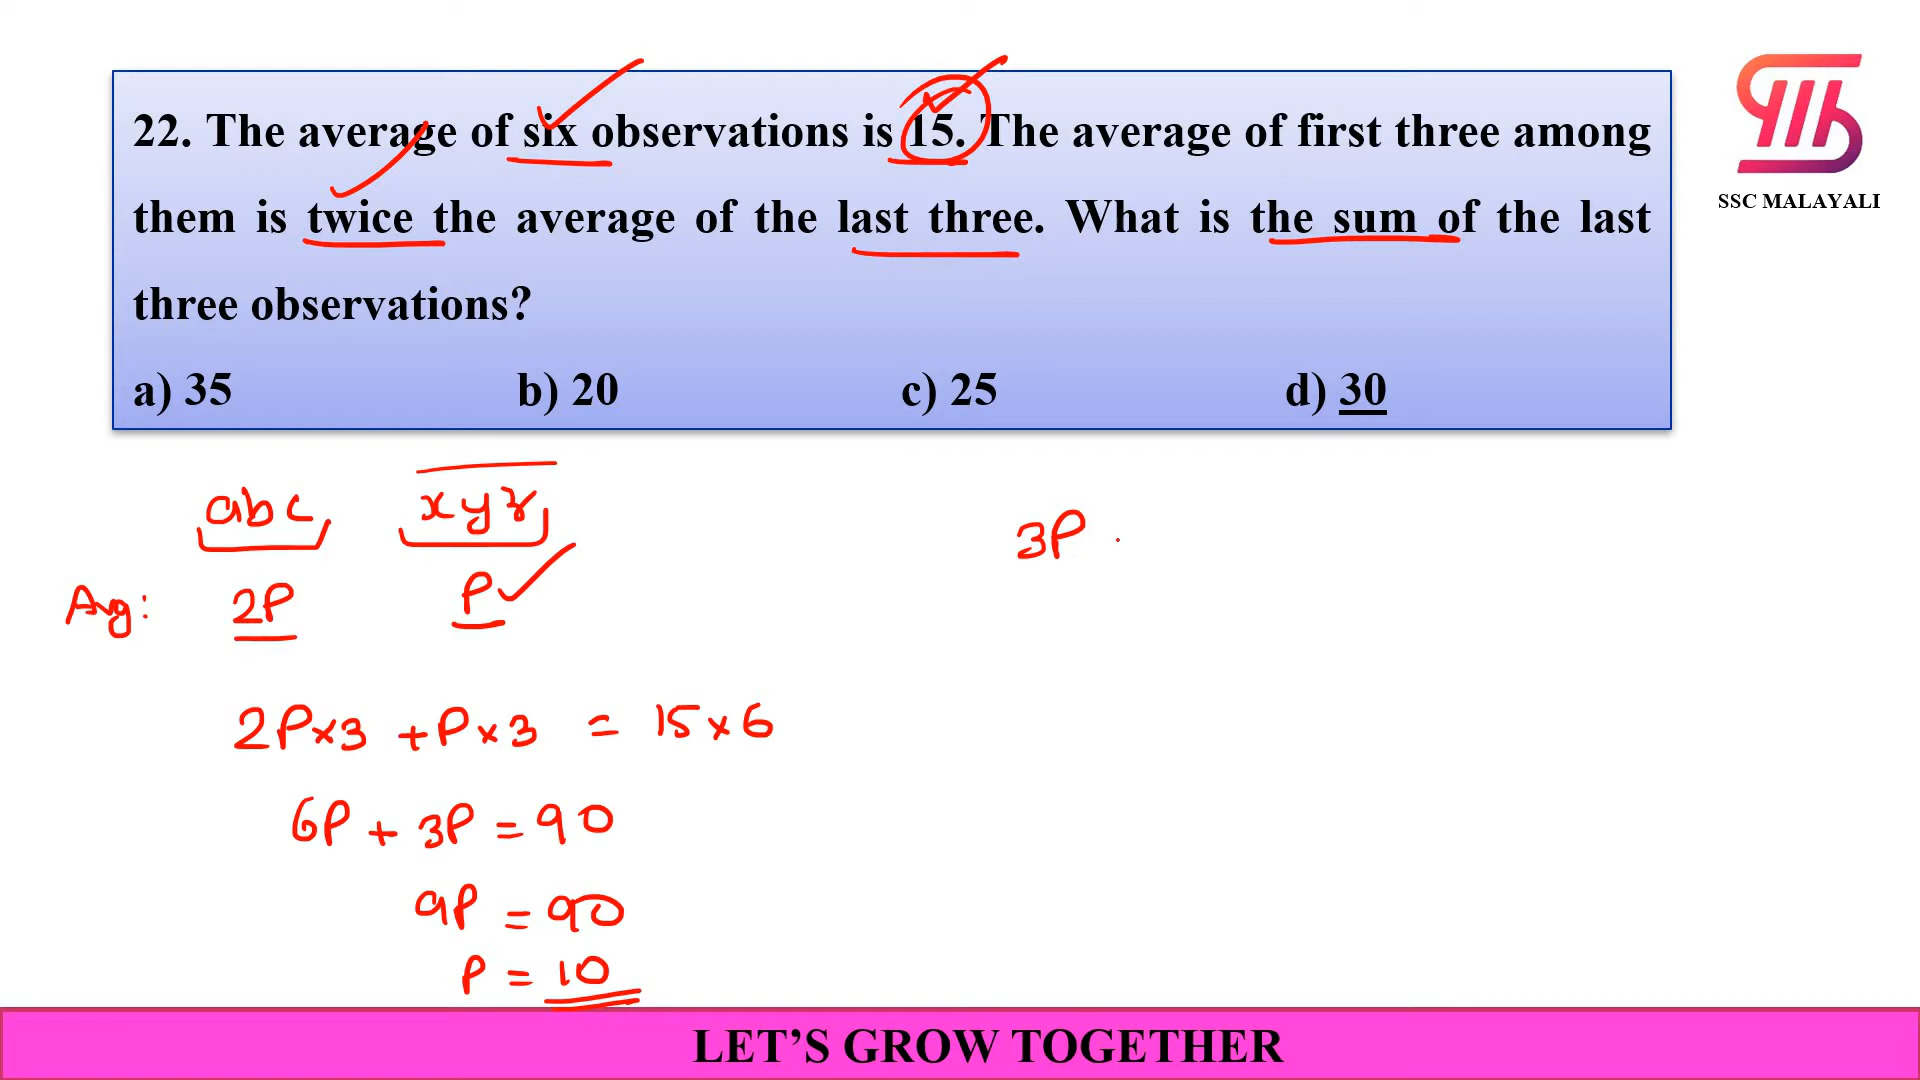 22. The average of six observations is 15. The average of first three among
them is twice the average of the last three. What is the sum of the last
three observations?
a) 35 b) 20 c) 25 d) 30
SSC MALAYALI
abc xyz
Avg: 2P P
3P
2P×3 +P×3 = 15×6
6P + 3P = 90
9P = 90
P = 10
LET'S GROW TOGETHER